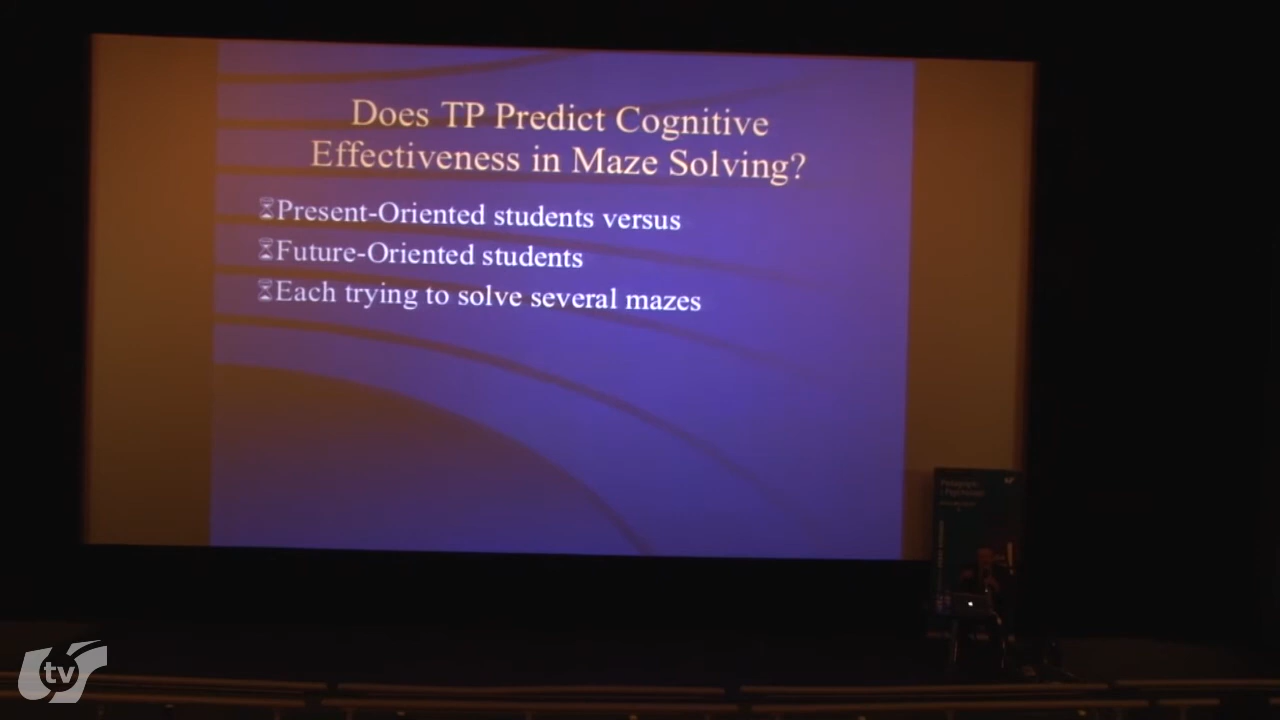 Does TP Predict Cognitive
Effectiveness in Maze Solving?
Present-Oriented students versus
Future-Oriented students
Each trying to solve several mazes
tv